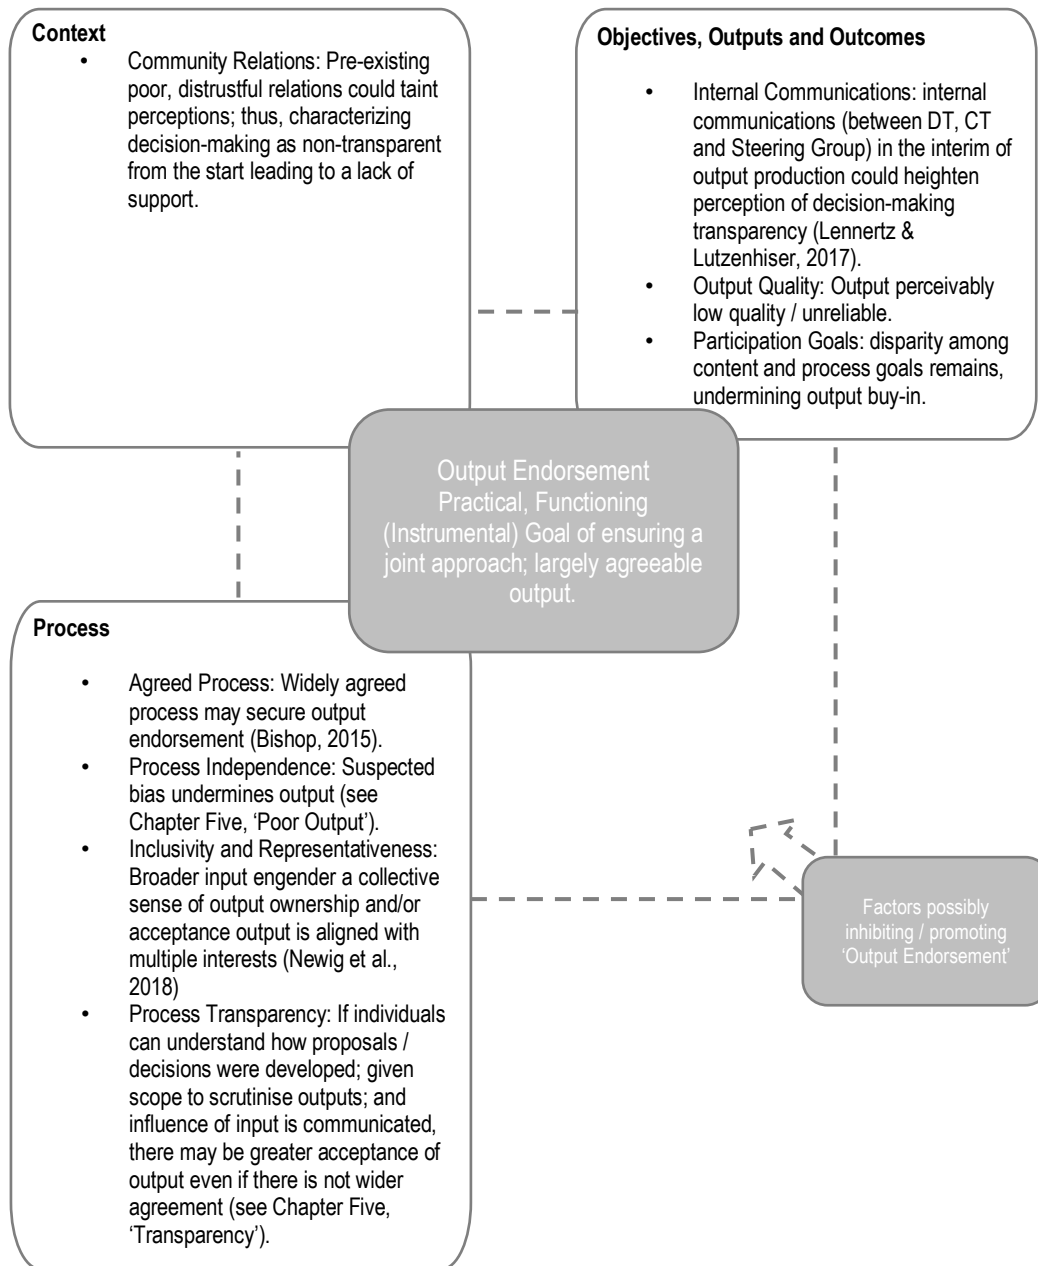 Context
• Community Relations: Pre-existing
poor, distrustful relations could taint
perceptions; thus, characterizing
decision-making as non-transparent
from the start leading to a lack of
support.
Objectives, Outputs and Outcomes
• Internal Communications: internal
communications (between DT, CT
and Steering Group) in the interim of
output production could heighten
perception of decision-making
transparency (Lennertz &
Lutzenhiser, 2017).
• Output Quality: Output perceivably
low quality / unreliable.
• Participation Goals: disparity among
content and process goals remains,
undermining output buy-in.
Output Endorsement
Practical, Functioning
(Instrumental) Goal of ensuring a
joint approach; largely agreeable
output.
Process
• Agreed Process: Widely agreed
process may secure output
endorsement (Bishop, 2015).
• Process Independence: Suspected
bias undermines output (see
Chapter Five, ‘Poor Output’).
• Inclusivity and Representativeness:
Broader input engender a collective
sense of output ownership and/or
acceptance output is aligned with
multiple interests (Newig et al.,
2018)
• Process Transparency: If individuals
can understand how proposals /
decisions were developed; given
scope to scrutinise outputs; and
influence of input is communicated,
there may be greater acceptance of
output even if there is not wider
agreement (see Chapter Five,
‘Transparency’).
Factors possibly
inhibiting / promoting
‘Output Endorsement’